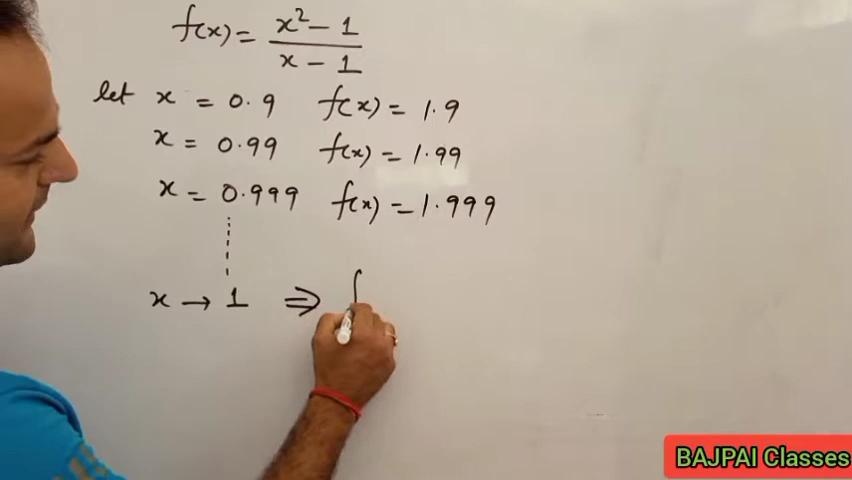 f(x) = x² - 1 / x - 1
let x = 0.9 f(x) = 1.9
x = 0.99 f(x) = 1.99
x = 0.999 f(x) = 1.999
x → 1 ⇒ f
BAJPAI Classes